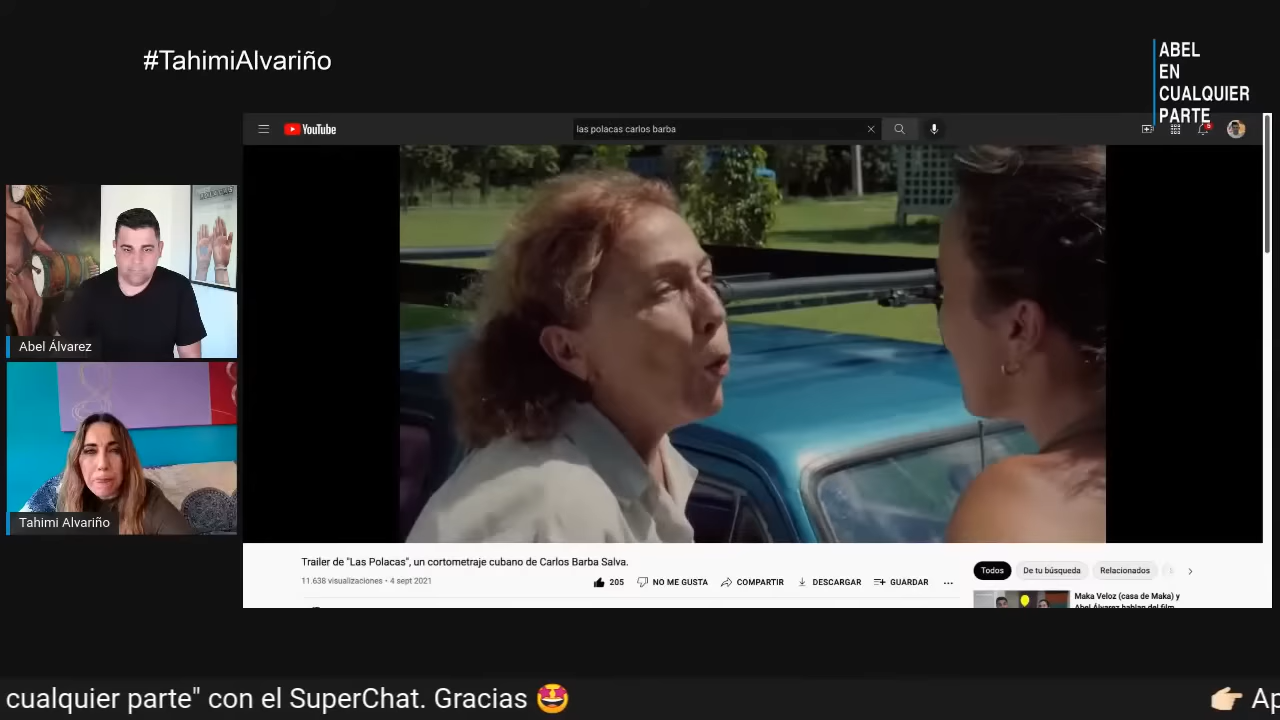 #TahimiAlvariño
ABEL
EN
CUALQUIER
PARTE
YouTube
las polacas carlos barba
Abel Álvarez
Tahimi Alvariño
Trailer de "Las Polacas", un cortometraje cubano de Carlos Barba Salva.
11.638 visualizaciones • 4 sept 2021
205 NO ME GUSTA COMPARTIR DESCARGAR GUARDAR ...
Todos De tu búsqueda Relacionados
Maka Veloz (casa de Maka) y
Abel Álvarez hablan del film
cualquier parte" con el SuperChat. Gracias 🤩
👉🏻 Ap